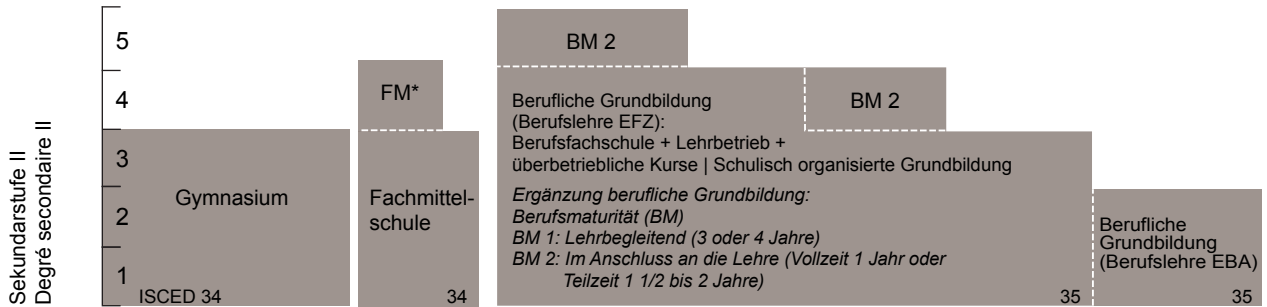 Sekundarstufe II
Degré secondaire II
5
4
3
2
1
Gymnasium
ISCED 34
FM*
Fachmittel-
schule
34
BM 2
Berufliche Grundbildung
(Berufslehre EFZ):
Berufsfachschule + Lehrbetrieb +
überbetriebliche Kurse | Schulisch organisierte Grundbildung
Ergänzung berufliche Grundbildung:
Berufsmaturität (BM)
BM 1: Lehrbegleitend (3 oder 4 Jahre)
BM 2: Im Anschluss an die Lehre (Vollzeit 1 Jahr oder
Teilzeit 1 1/2 bis 2 Jahre)
35
BM 2
Berufliche
Grundbildung
(Berufslehre EBA)
35